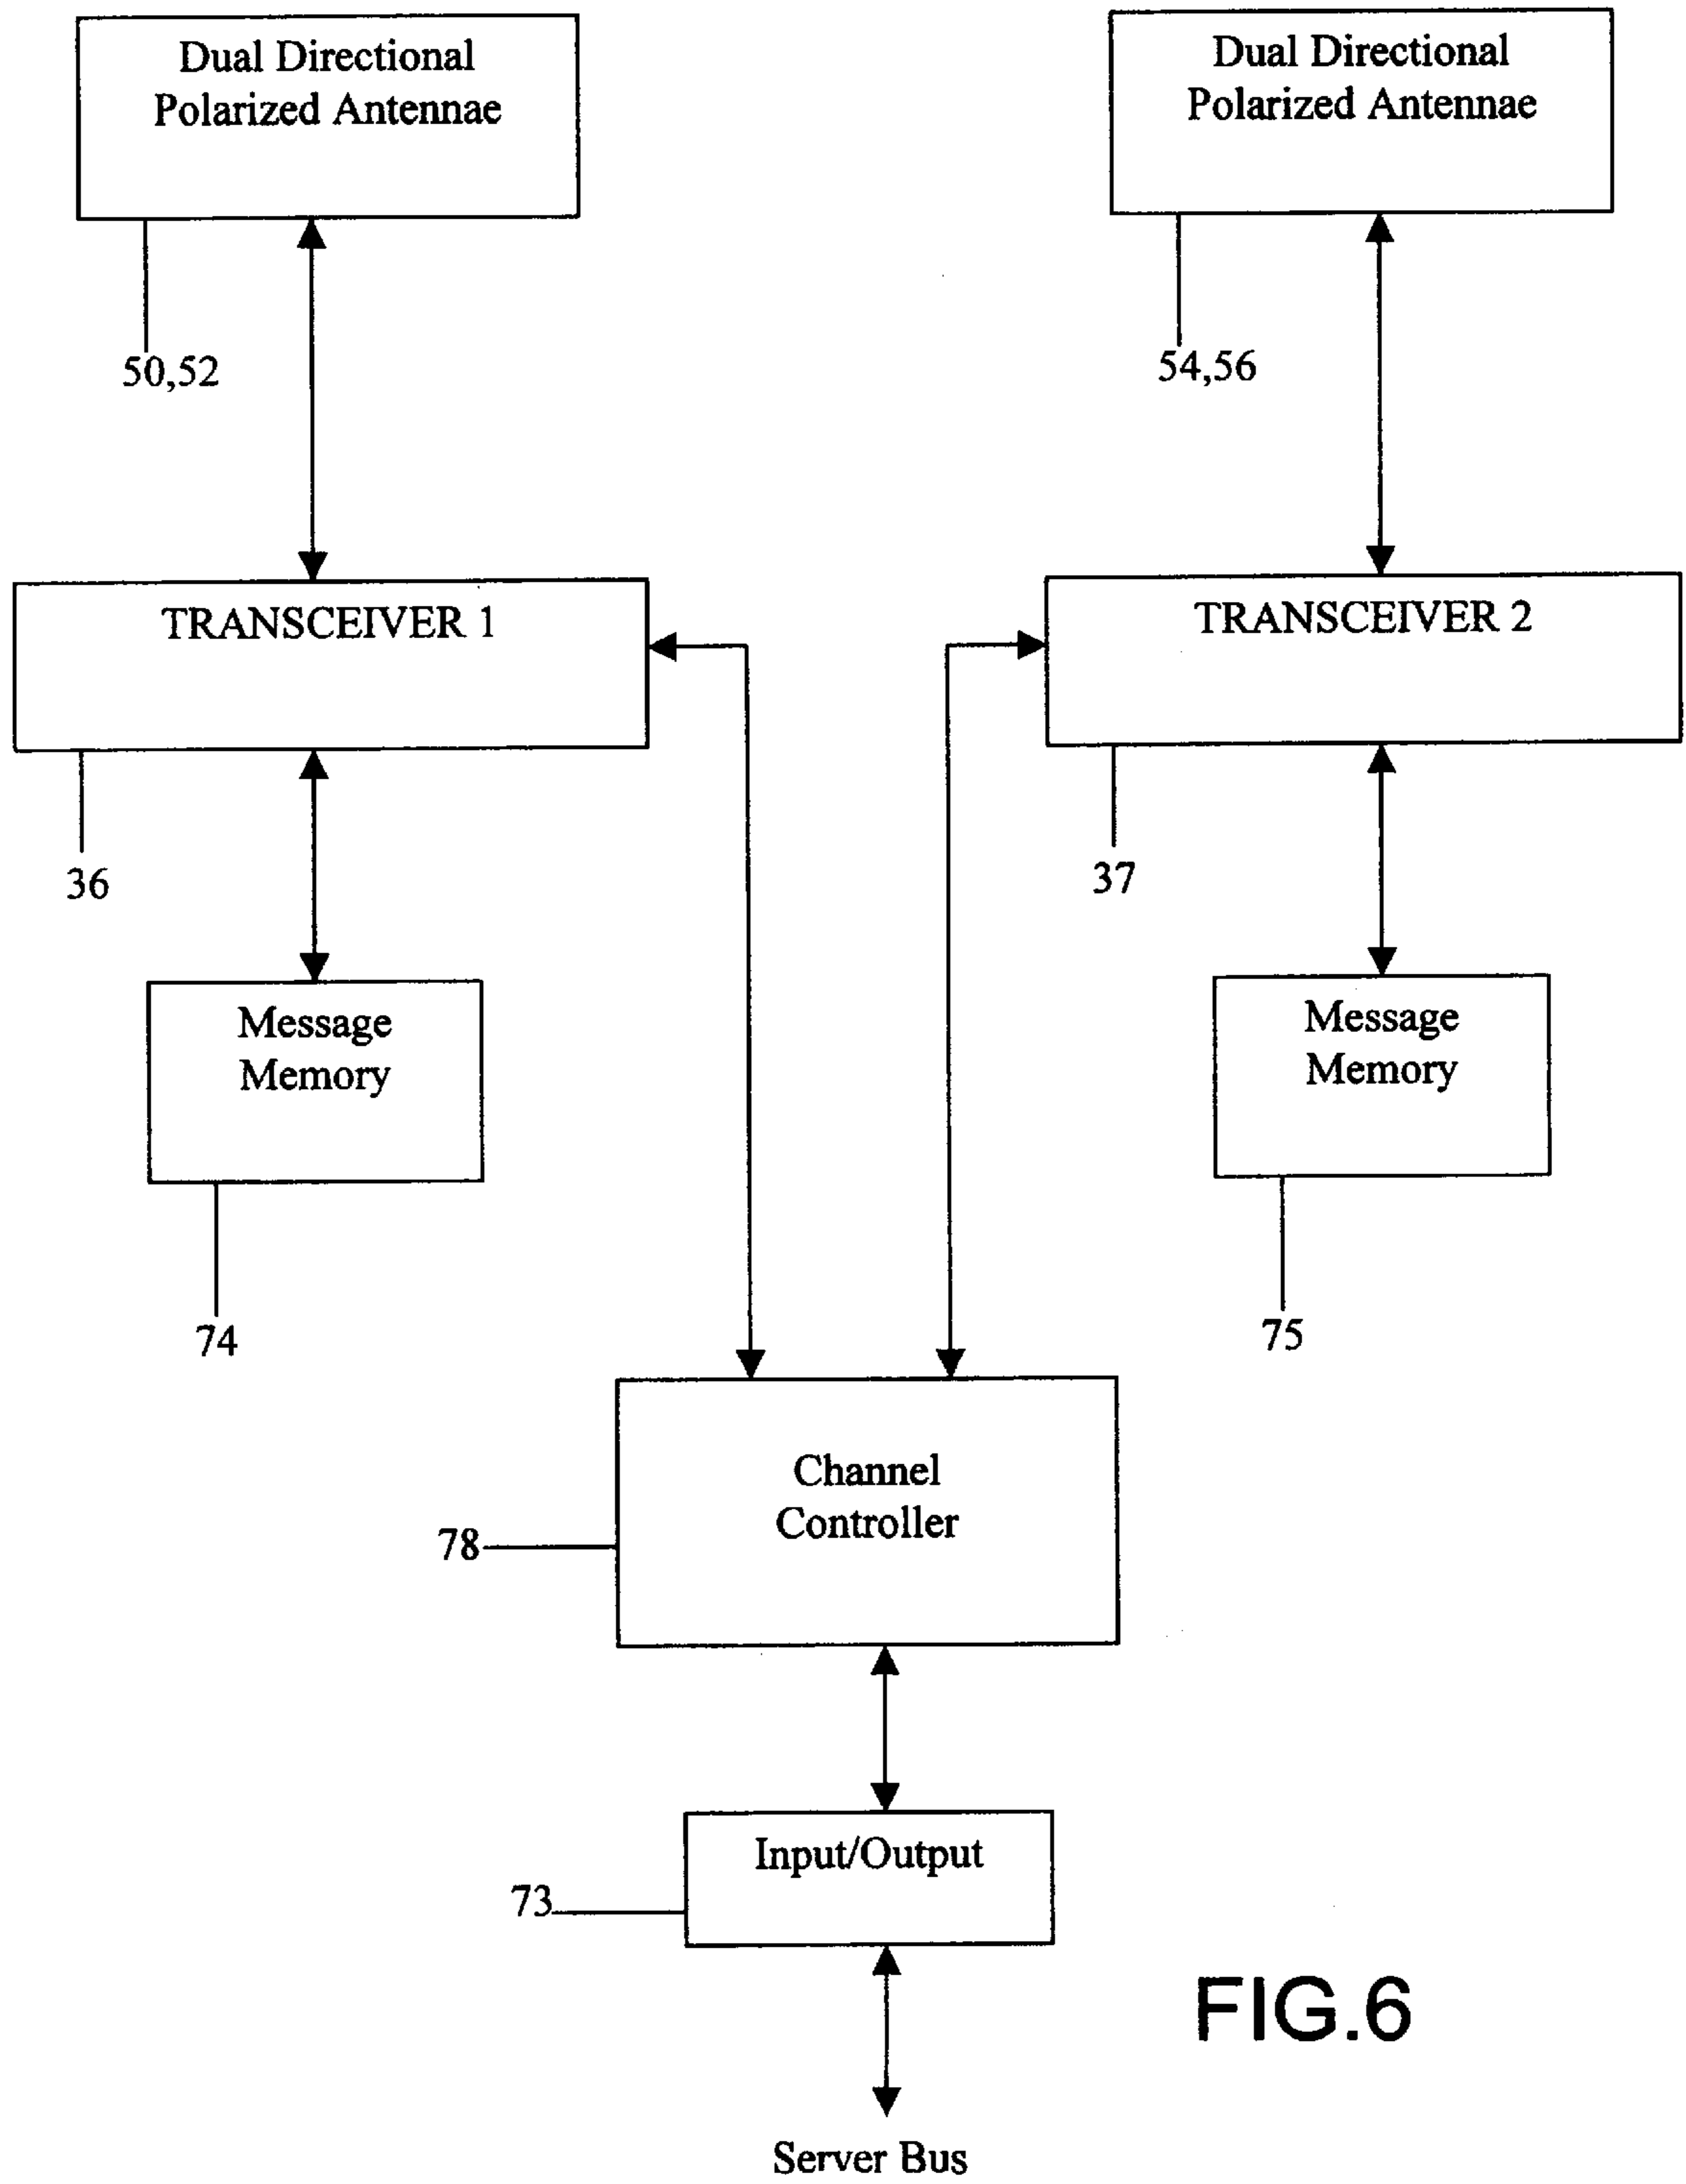 Dual Directional
Polarized Antennae
Dual Directional
Polarized Antennae
50,52
54,56
TRANSCEIVER 1
TRANSCEIVER 2
36
37
Message
Memory
Message
Memory
74
75
Channel
Controller
78
Input/Output
73
FIG.6
Server Bus